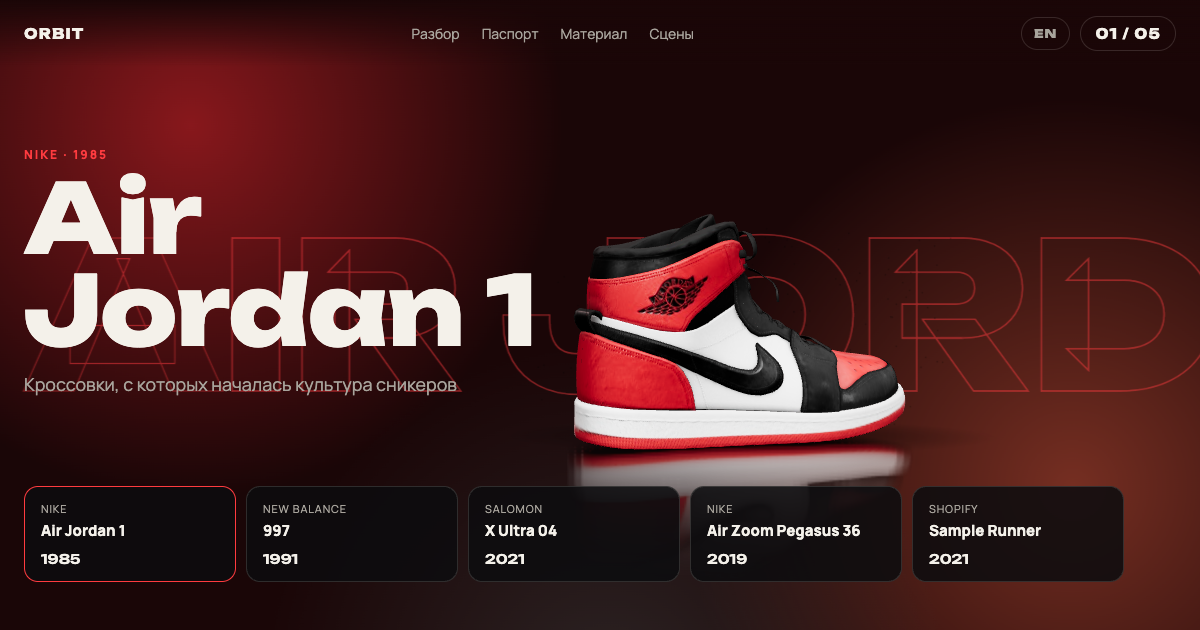 ORBIT
Разбор Паспорт Материал Сцены
EN
01 / 05
NIKE · 1985
Air
Jordan 1
AIR JORD
Кроссовки, с которых началась культура сникеров
NIKE
Air Jordan 1
1985
NEW BALANCE
997
1991
SALOMON
X Ultra 04
2021
NIKE
Air Zoom Pegasus 36
2019
SHOPIFY
Sample Runner
2021